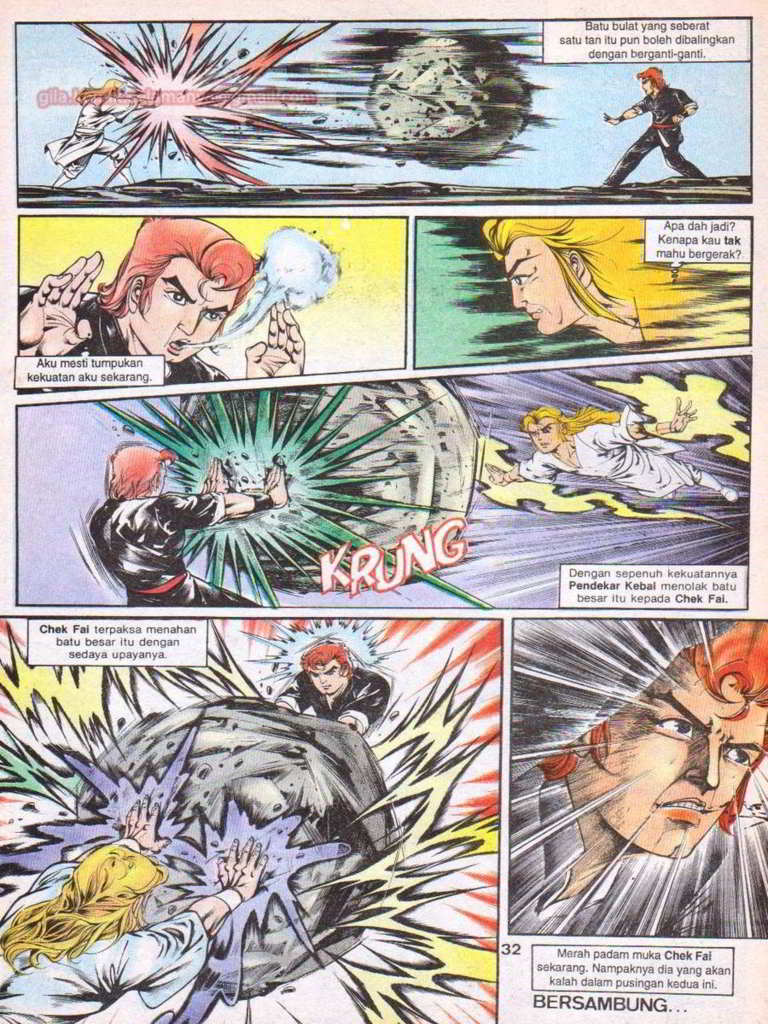 Batu bulat yang seberat
satu tan itu pun boleh dibalingkan
dengan berganti-ganti.
Aku mesti tumpukan
kekuatan aku sekarang.
Apa dah jadi?
Kenapa kau tak
mahu bergerak?
KRUNG
Dengan sepenuh kekuatannya
Pendekar Kebal menolak batu
besar itu kepada Chek Fai.
Chek Fai terpaksa menahan
batu besar itu dengan
sedaya upayanya.
32
Merah padam muka Chek Fai
sekarang. Nampaknya dia yang akan
kalah dalam pusingan kedua ini.
BERSAMBUNG...